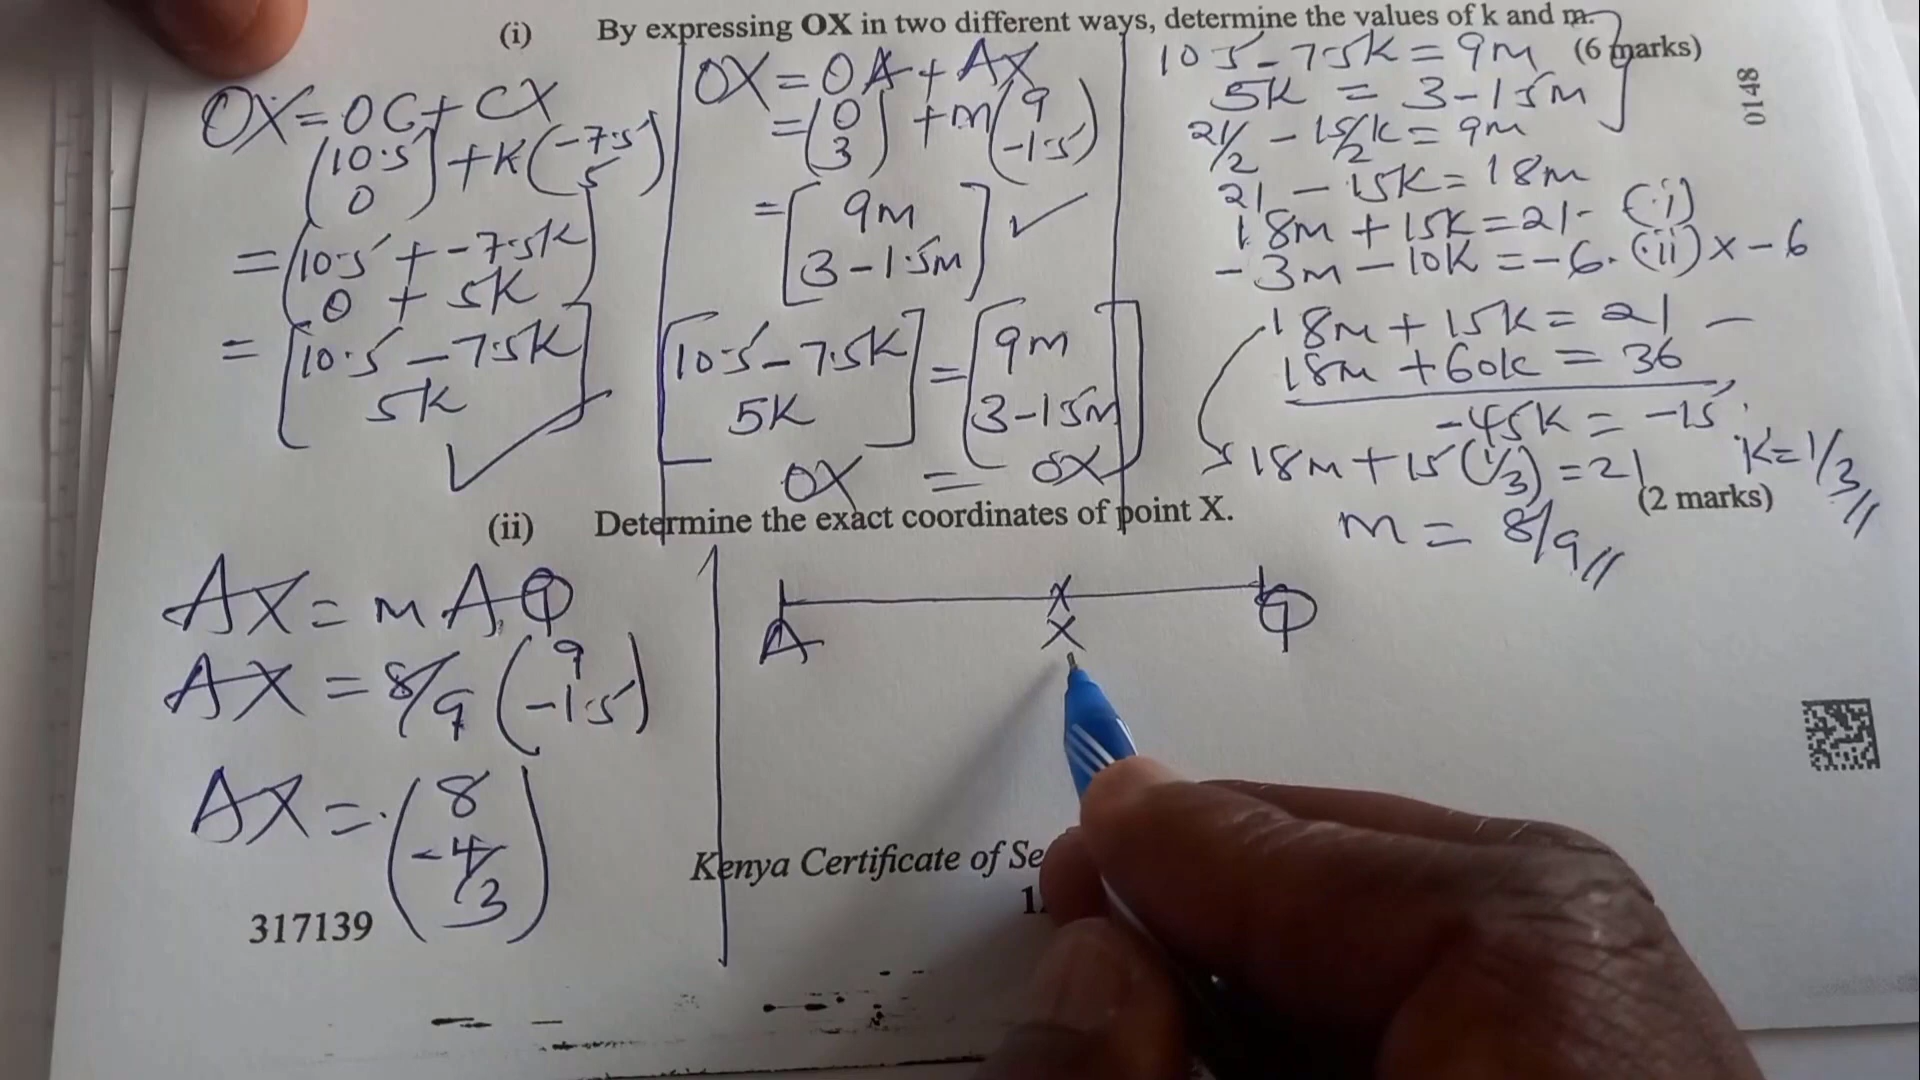 (i) By expressing OX in two different ways, determine the values of k and m.
(6 marks)
0148
OX = OC + CX
(10.5 0) + K(-7.5 5)
= (10.5 + -7.5K 0 + 5K)
= [10.5 - 7.5K 5K]
OX = OA + AX
= (0 3) + m(9 -1.5)
= [9m 3 - 1.5m]
[10.5 - 7.5K 5K] = [9m 3 - 1.5m]
OX = OX
10.5 - 7.5K = 9m
5K = 3 - 1.5m
21/2 - 15/2K = 9m
21 - 15K = 18m
18m + 15K = 21 - (i)
-3m - 10K = -6. (ii) x - 6
18m + 15K = 21 -
18m + 60K = 36
-45K = -15
K = 1/3
18m + 15(1/3) = 21
m = 8/9
(ii) Determine the exact coordinates of point X.
(2 marks)
AX = mAQ
AX = 8/9 (9 -1.5)
AX = (8 -4/3)
A X Q
Kenya Certificate of Se
317139